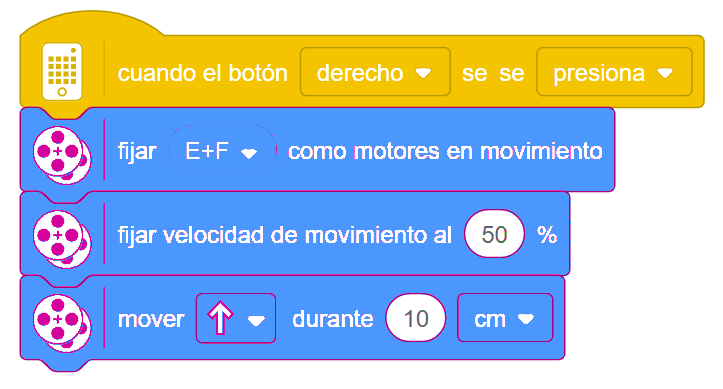 cuando el botón derecho se se presiona
fijar E+F como motores en movimiento
fijar velocidad de movimiento al 50 %
mover durante 10 cm